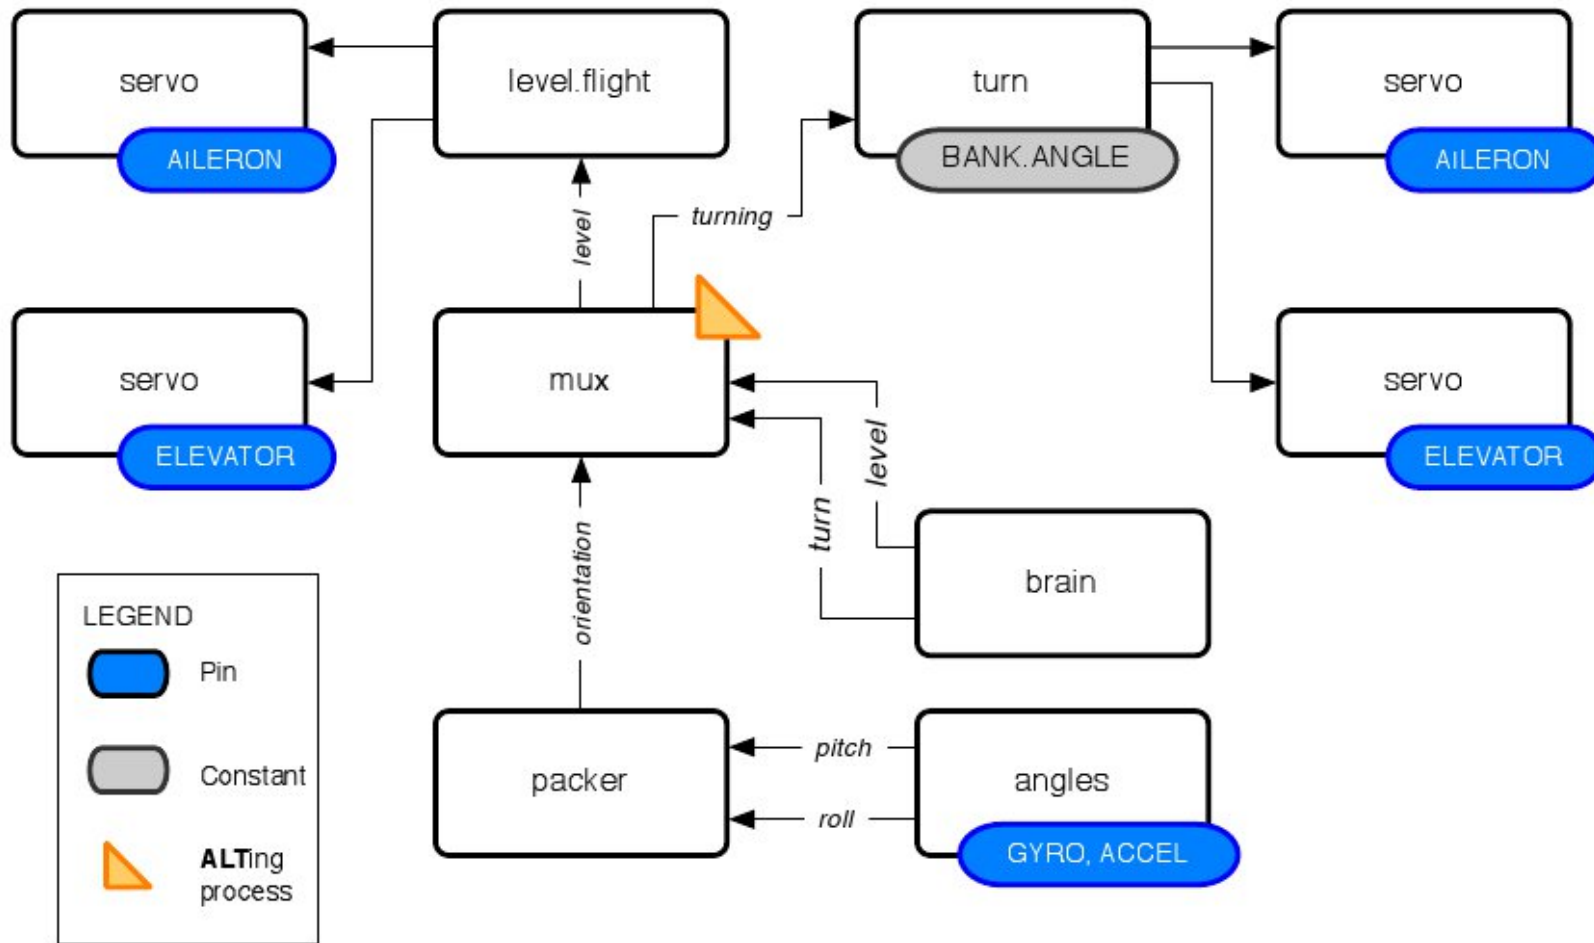 servo
AILERON
level.flight
turn
BANK.ANGLE
servo
AILERON
level
turning
servo
ELEVATOR
mux
servo
ELEVATOR
level
turn
orientation
brain
packer
pitch
roll
angles
GYRO, ACCEL
LEGEND
Pin
Constant
ALTing
process